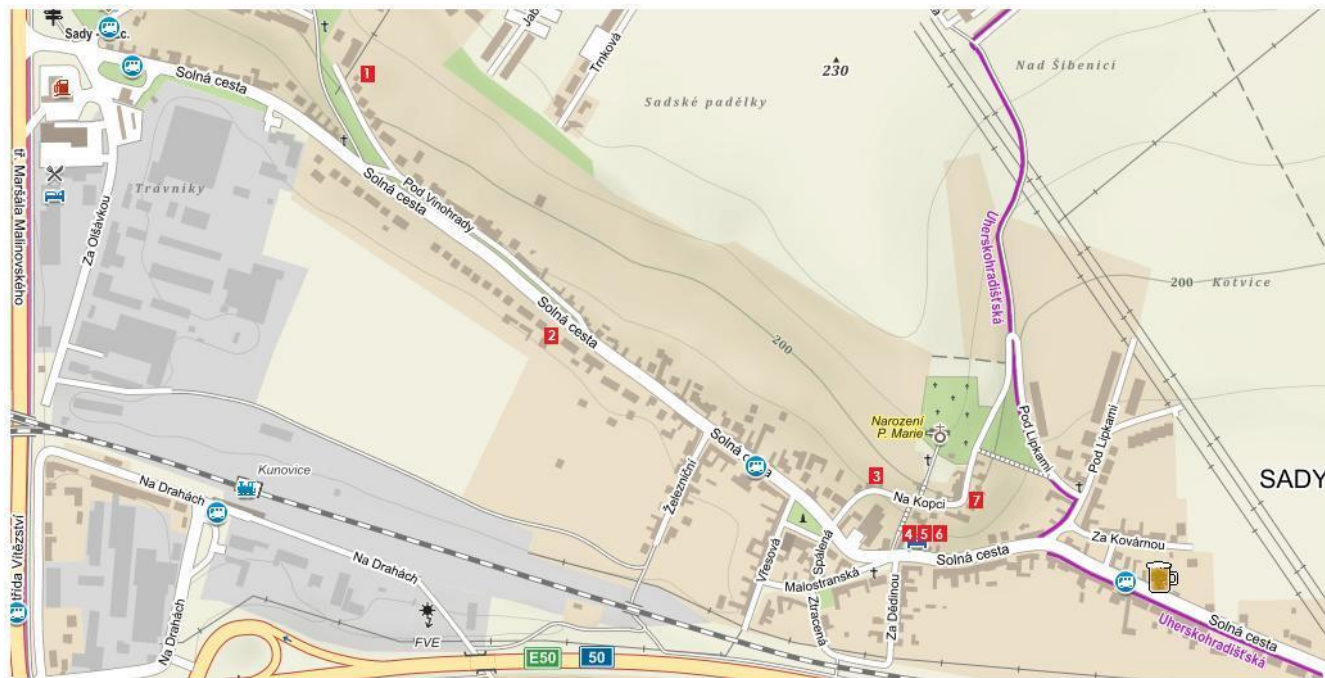 Sady -
c.
Solná cesta
1
Trnková
230
Sadské padělky
Nad Šibenicí
tř. Maršála Malinovského
Trávníky
Za Olšávkou
Solná cesta
Pod Vinohrady
Uherskohradišťská
200
Kotvice
2
Solná cesta
200
Narození
P. Marie
Pod Lipkami
Pod Lipkami
Solná cesta
SADY
Kunovice
Na Drahách
Železniční
3
Na Kopci
7
třída Vítězství
4 5 6
Za Kovárnou
Vřesová
Spálená
Solná cesta
Malostranská
Na Drahách
Na Drahách
Ztracená
Za Dědinou
Solná cesta
Uherskohradišťská
FVE
E50
50